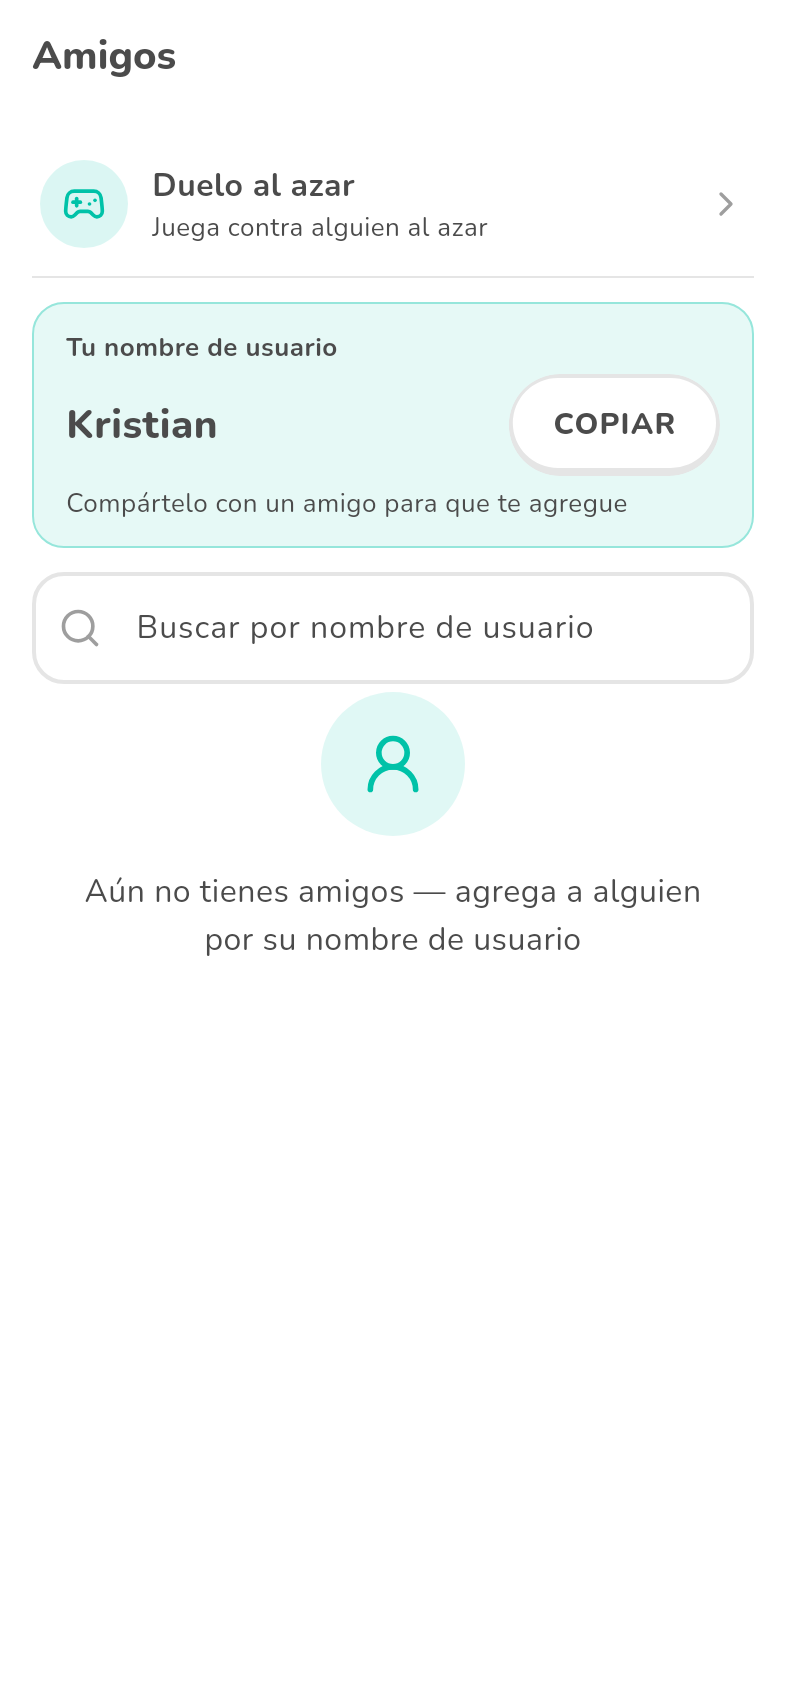 Amigos
Duelo al azar
Juega contra alguien al azar
Tu nombre de usuario
Kristian
COPIAR
Compártelo con un amigo para que te agregue
Buscar por nombre de usuario
Aún no tienes amigos — agrega a alguien
por su nombre de usuario